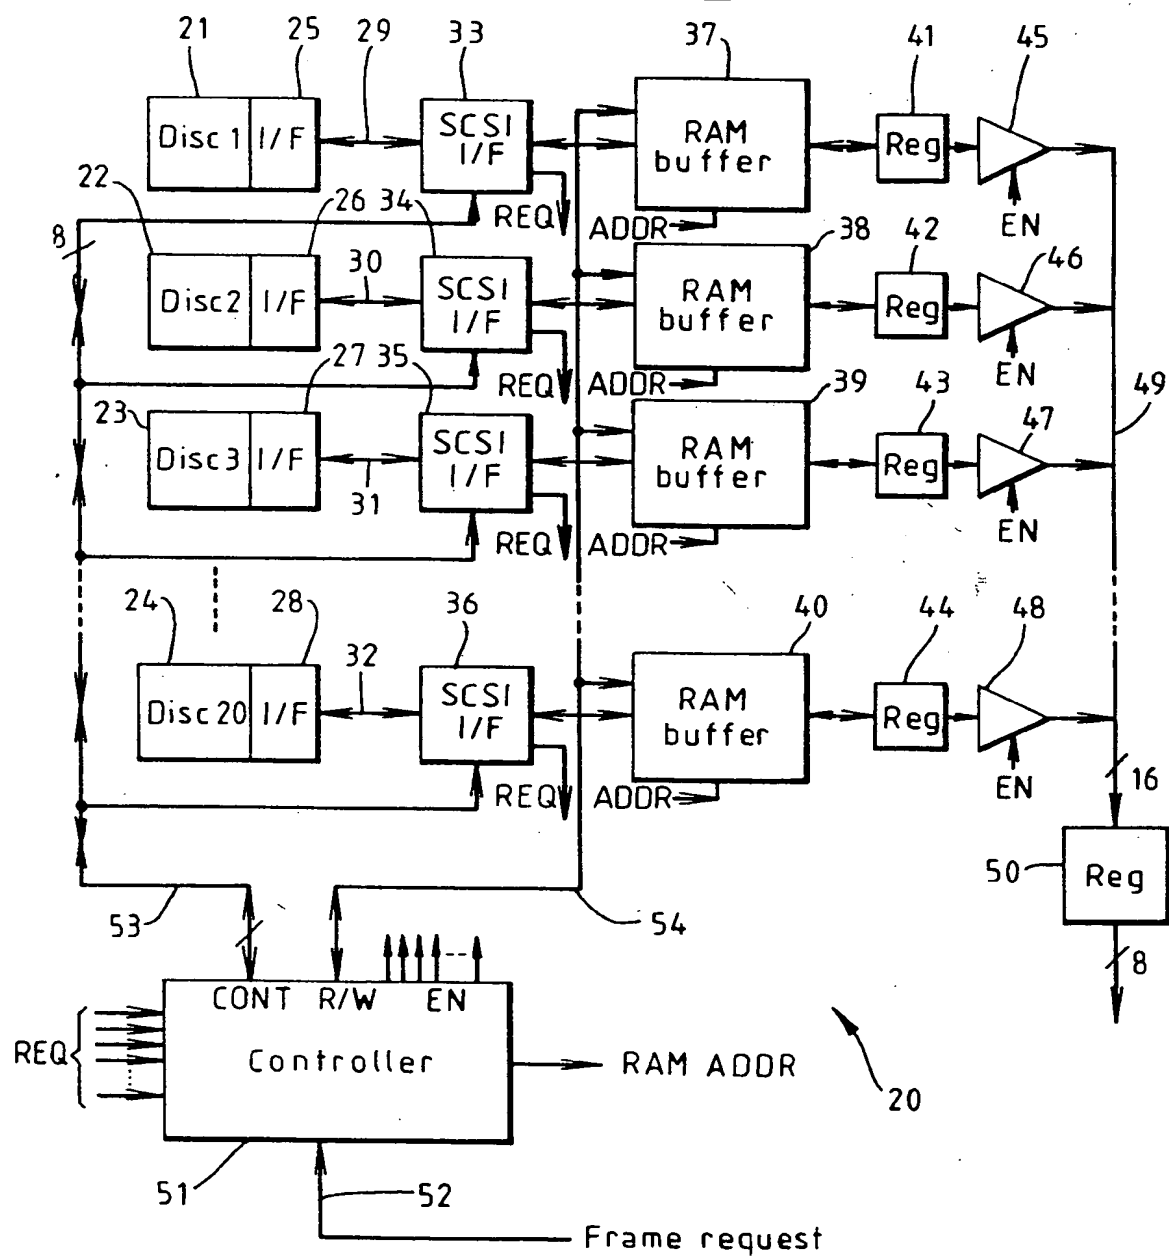 21 25 29 33 37 41 45
Disc 1 I/F SCSI I/F RAM buffer Reg
REQ ADDR EN
8
22 26 34 38 42 46
30
Disc2 I/F SCSI I/F RAM buffer Reg
REQ ADDR EN
23 27 35 39 43 47 49
Disc3 I/F SCSI I/F RAM buffer Reg
31
REQ ADDR EN
24 28 36 40 44 48
32
Disc 20 I/F SCSI I/F RAM buffer Reg
REQ ADDR EN
16
50 Reg
8
53 54
CONT R/W EN
REQ Controller RAM ADDR
20
51 52
Frame request